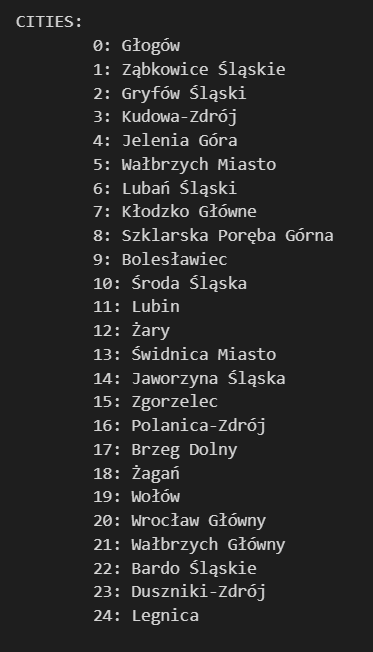 CITIES:
0: Głogów
1: Ząbkowice Śląskie
2: Gryfów Śląski
3: Kudowa-Zdrój
4: Jelenia Góra
5: Wałbrzych Miasto
6: Lubań Śląski
7: Kłodzko Główne
8: Szklarska Poręba Górna
9: Bolesławiec
10: Środa Śląska
11: Lubin
12: Żary
13: Świdnica Miasto
14: Jaworzyna Śląska
15: Zgorzelec
16: Polanica-Zdrój
17: Brzeg Dolny
18: Żagań
19: Wołów
20: Wrocław Główny
21: Wałbrzych Główny
22: Bardo Śląskie
23: Duszniki-Zdrój
24: Legnica